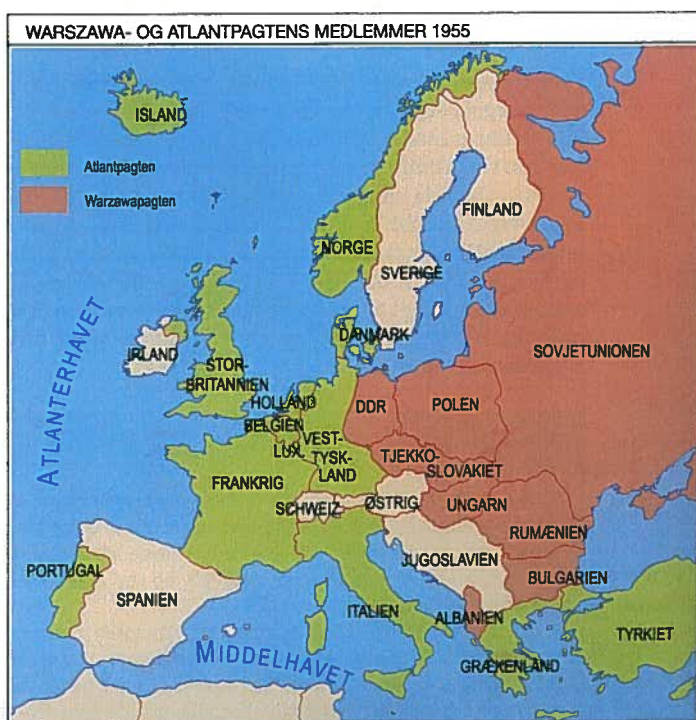 WARSZAWA- OG ATLANTPAGTENS MEDLEMMER 1955
ISLAND
Atlantpagten
Warzawapagten
FINLAND
NORGE
SVERIGE
ATLANTERHAVET
IRLAND
STOR-
BRITANNIEN
DANMARK
SOVJETUNIONEN
HOLLAND
BELGIEN
LUX.
VEST-
TYSK-
LAND
DDR
POLEN
TJEKKO-
SLOVAKIET
FRANKRIG
SCHWEIZ
ØSTRIG
UNGARN
RUMÆNIEN
JUGOSLAVIEN
BULGARIEN
PORTUGAL
SPANIEN
ITALIEN
ALBANIEN
TYRKIET
MIDDELHAVET
GRÆKENLAND